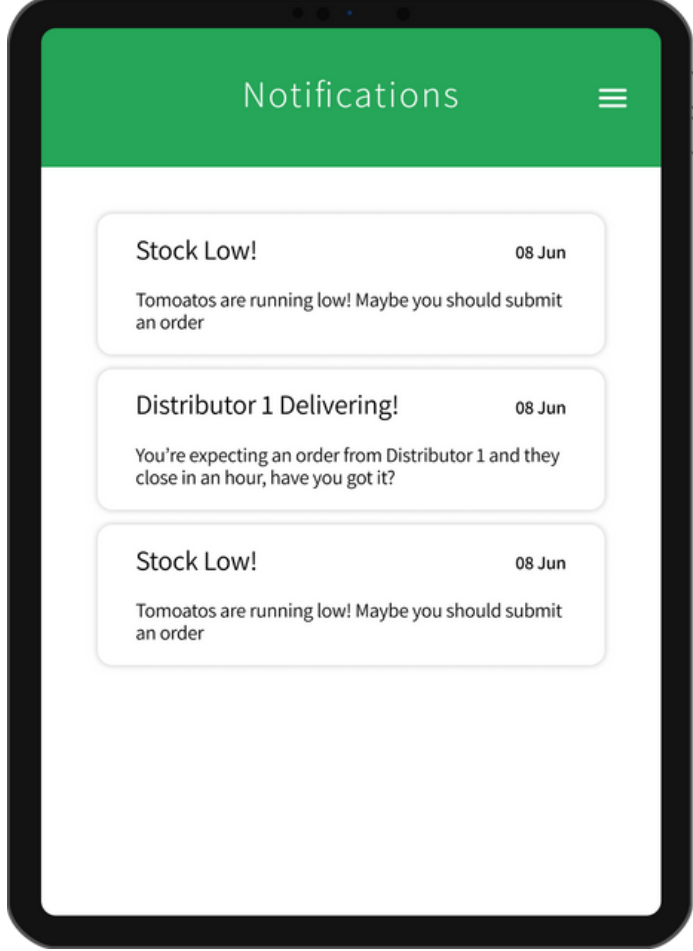 Notifications
Stock Low!
08 Jun
Tomoatos are running low! Maybe you should submit
an order
Distributor 1 Delivering!
08 Jun
You’re expecting an order from Distributor 1 and they
close in an hour, have you got it?
Stock Low!
08 Jun
Tomoatos are running low! Maybe you should submit
an order